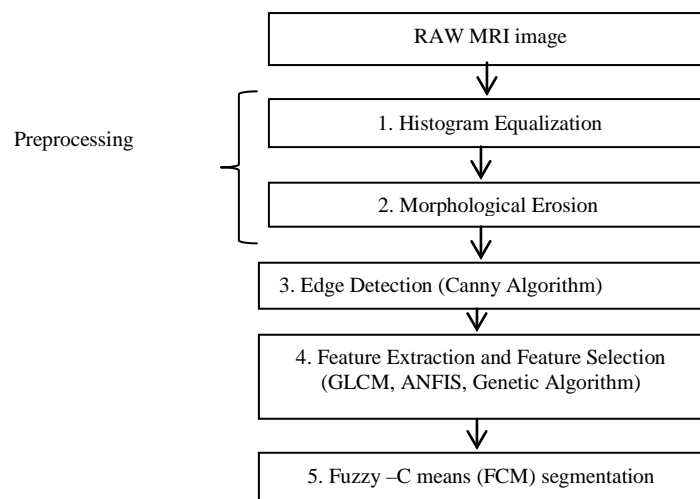 RAW MRI image
Preprocessing
1. Histogram Equalization
2. Morphological Erosion
3. Edge Detection (Canny Algorithm)
4. Feature Extraction and Feature Selection
(GLCM, ANFIS, Genetic Algorithm)
5. Fuzzy –C means (FCM) segmentation